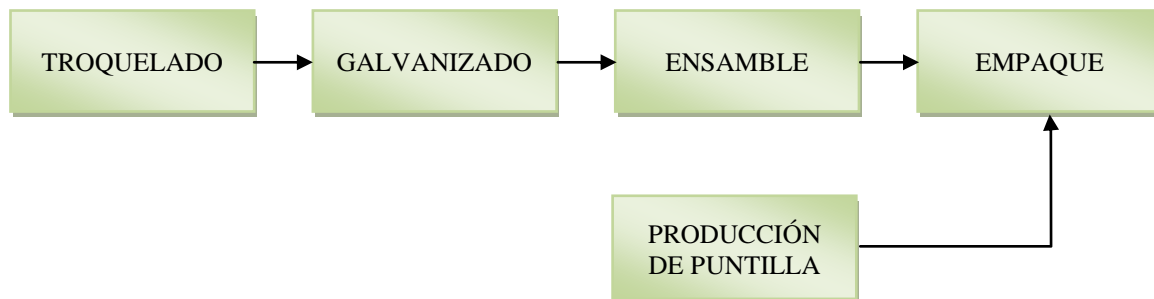 TROQUELADO
GALVANIZADO
ENSAMBLE
EMPAQUE
PRODUCCIÓN
DE PUNTILLA